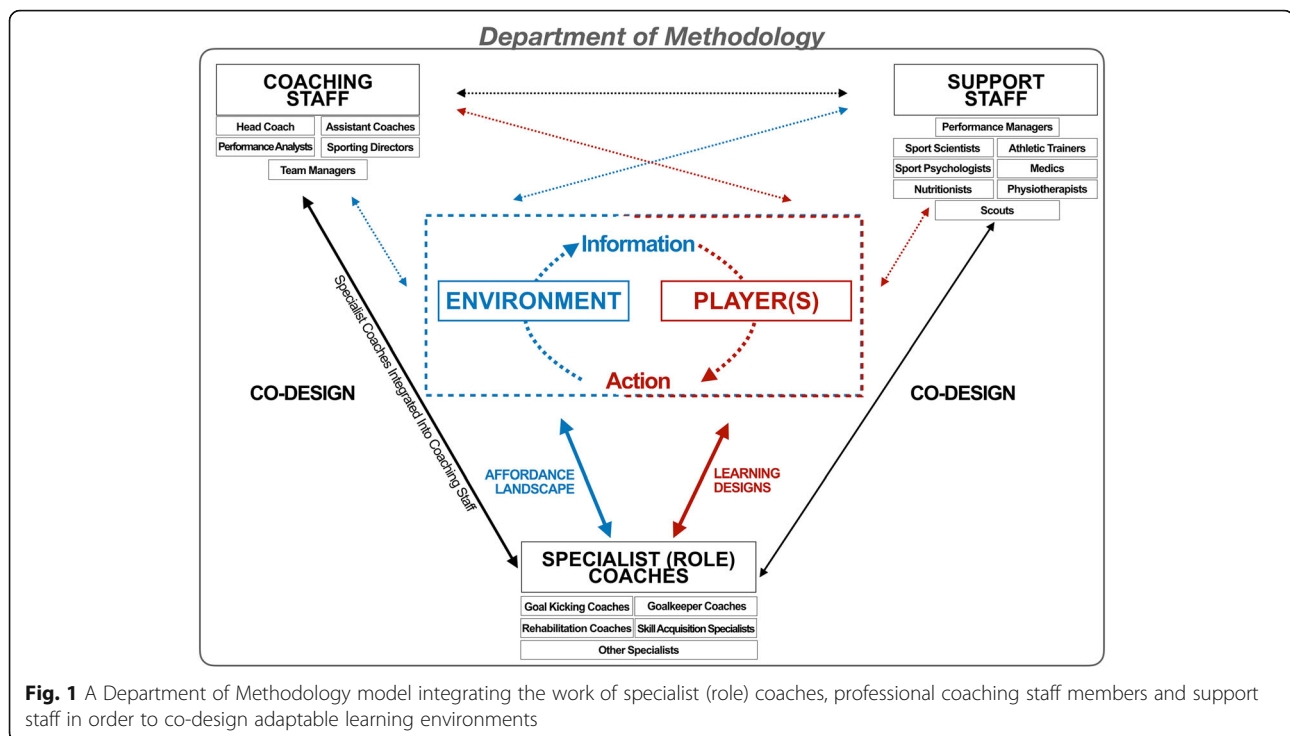 Department of Methodology
COACHING
STAFF
Head Coach
Assistant Coaches
Performance Analysts
Sporting Directors
Team Managers
SUPPORT
STAFF
Performance Managers
Sport Scientists
Athletic Trainers
Sport Psychologists
Medics
Nutritionists
Physiotherapists
Scouts
Information
ENVIRONMENT
PLAYER(S)
Action
Specialist Coaches Integrated Into Coaching Staff
CO-DESIGN
CO-DESIGN
AFFORDANCE
LANDSCAPE
LEARNING
DESIGNS
SPECIALIST (ROLE)
COACHES
Goal Kicking Coaches
Goalkeeper Coaches
Rehabilitation Coaches
Skill Acquisition Specialists
Other Specialists
Fig. 1 A Department of Methodology model integrating the work of specialist (role) coaches, professional coaching staff members and support
staff in order to co-design adaptable learning environments